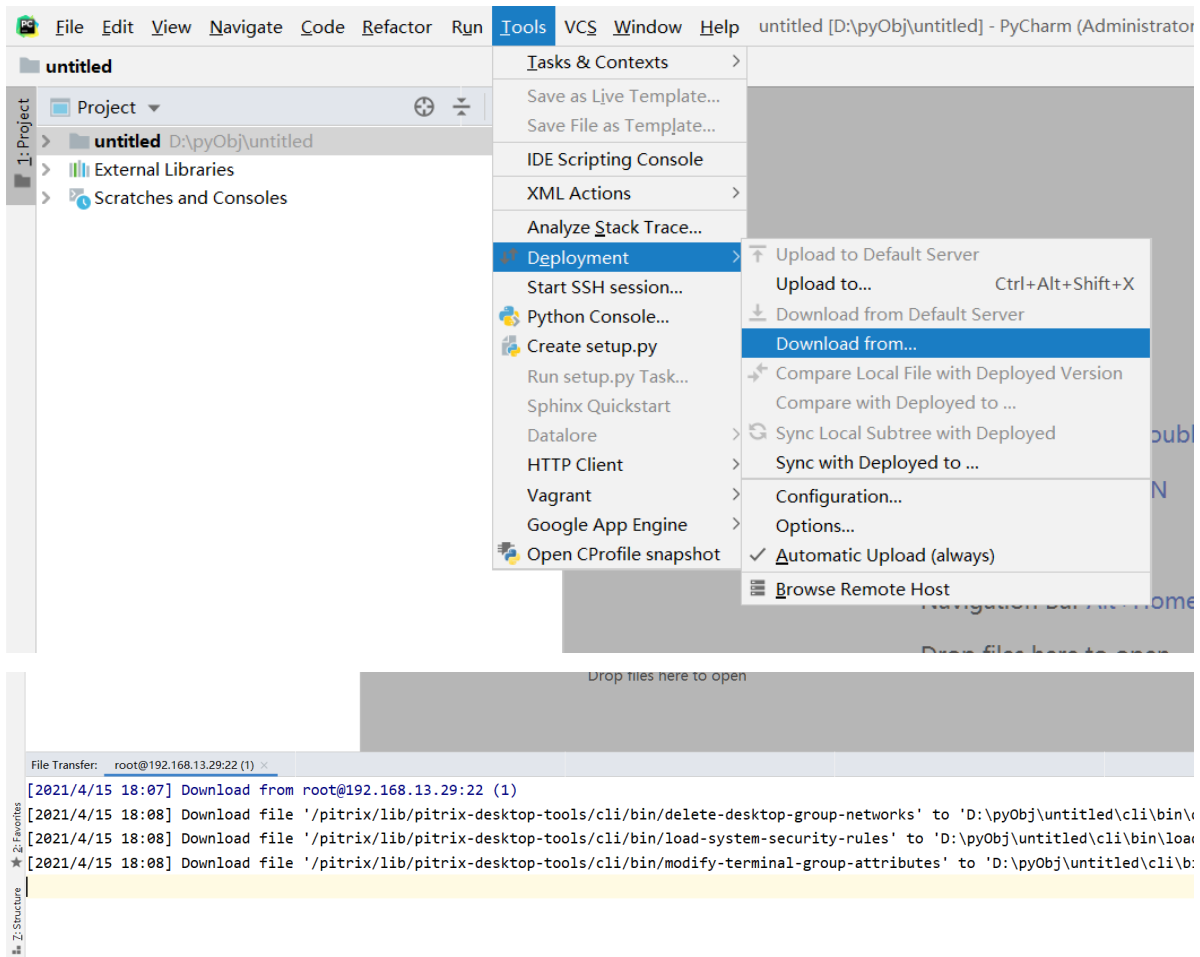 File Edit View Navigate Code Refactor Run Tools VCS Window Help untitled [D:\pyObj\untitled] - PyCharm (Administrator
untitled
1: Project
Project
untitled D:\pyObj\untitled
External Libraries
Scratches and Consoles
Tasks & Contexts
Save as Live Template...
Save File as Template...
IDE Scripting Console
XML Actions
Analyze Stack Trace...
Deployment
Start SSH session...
Python Console...
Create setup.py
Run setup.py Task...
Sphinx Quickstart
Datalore
HTTP Client
Vagrant
Google App Engine
Open CProfile snapshot
Upload to Default Server
Upload to... Ctrl+Alt+Shift+X
Download from Default Server
Download from...
Compare Local File with Deployed Version
Compare with Deployed to ...
Sync Local Subtree with Deployed
Sync with Deployed to ...
Configuration...
Options...
Automatic Upload (always)
Browse Remote Host
N
Navigation Bar Alt+Home
Drop files here to open
Drop files here to open
File Transfer: root@192.168.13.29:22 (1)
[2021/4/15 18:07] Download from root@192.168.13.29:22 (1)
[2021/4/15 18:08] Download file '/pitrix/lib/pitrix-desktop-tools/cli/bin/delete-desktop-group-networks' to 'D:\pyObj\untitled\cli\bin\
[2021/4/15 18:08] Download file '/pitrix/lib/pitrix-desktop-tools/cli/bin/load-system-security-rules' to 'D:\pyObj\untitled\cli\bin\loa
[2021/4/15 18:08] Download file '/pitrix/lib/pitrix-desktop-tools/cli/bin/modify-terminal-group-attributes' to 'D:\pyObj\untitled\cli\b
2: Favorites
7: Structure